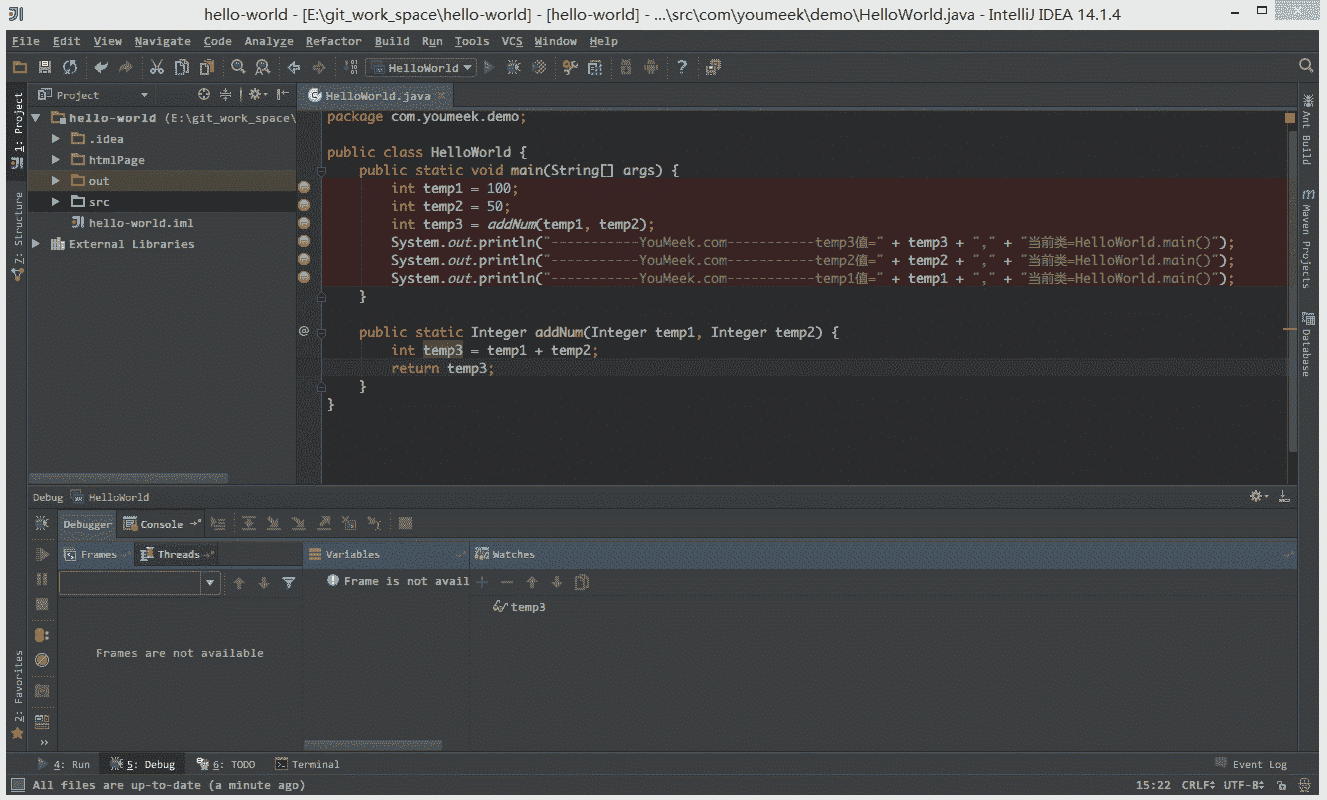 hello-world - [E:\git_work_space\hello-world] - [hello-world] - ...\src\com\youmeek\demo\HelloWorld.java - IntelliJ IDEA 14.1.4
File Edit View Navigate Code Analyze Refactor Build Run Tools VCS Window Help
HelloWorld
1: Project
Z: Structure
2: Favorites
Project
hello-world (E:\git_work_space\
.idea
htmlPage
out
src
hello-world.iml
External Libraries
HelloWorld.java
package com.youmeek.demo;
public class HelloWorld {
public static void main(String[] args) {
int temp1 = 100;
int temp2 = 50;
int temp3 = addNum(temp1, temp2);
System.out.println("-----------YouMeek.com-----------temp3值=" + temp3 + "," + "当前类=HelloWorld.main()");
System.out.println("-----------YouMeek.com-----------temp2值=" + temp2 + "," + "当前类=HelloWorld.main()");
System.out.println("-----------YouMeek.com-----------temp1值=" + temp1 + "," + "当前类=HelloWorld.main()");
}
public static Integer addNum(Integer temp1, Integer temp2) {
int temp3 = temp1 + temp2;
return temp3;
}
}
Ant Build
Maven Projects
Database
Debug HelloWorld
Debugger Console
Frames Threads Variables Watches
Frame is not avail
temp3
Frames are not available
4: Run 5: Debug 6: TODO Terminal Event Log
All files are up-to-date (a minute ago) 15:22 CRLF UTF-8